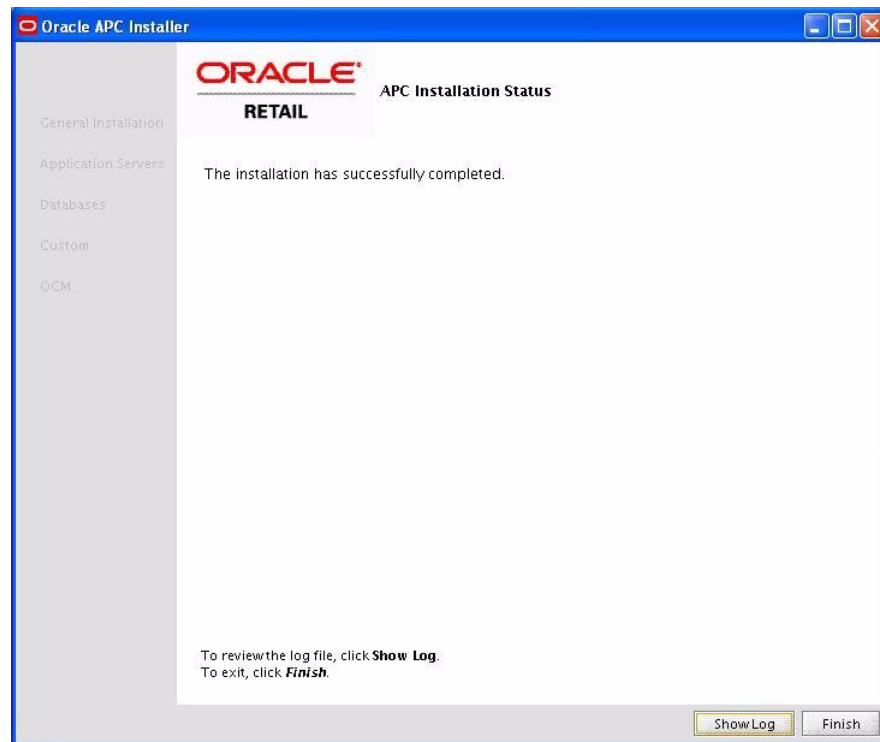 Oracle APC Installer
ORACLE®
RETAIL
APC Installation Status
General Installation
Application Servers
Databases
Custom
OCM
The installation has successfully completed.
To review the log file, click Show Log.
To exit, click Finish.
Show Log
Finish